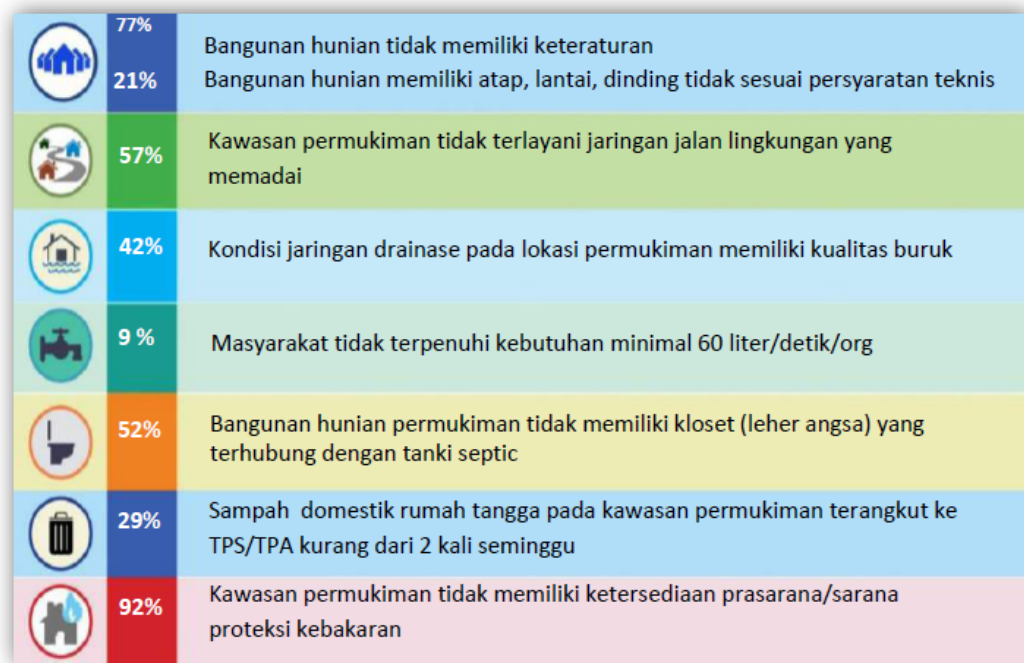 77% Bangunan hunian tidak memiliki keteraturan
21% Bangunan hunian memiliki atap, lantai, dinding tidak sesuai persyaratan teknis
57% Kawasan permukiman tidak terlayani jaringan jalan lingkungan yang
memadai
42% Kondisi jaringan drainase pada lokasi permukiman memiliki kualitas buruk
9 % Masyarakat tidak terpenuhi kebutuhan minimal 60 liter/detik/org
52% Bangunan hunian permukiman tidak memiliki kloset (leher angsa) yang
terhubung dengan tanki septic
29% Sampah domestik rumah tangga pada kawasan permukiman terangkut ke
TPS/TPA kurang dari 2 kali seminggu
92% Kawasan permukiman tidak memiliki ketersediaan prasarana/sarana
proteksi kebakaran